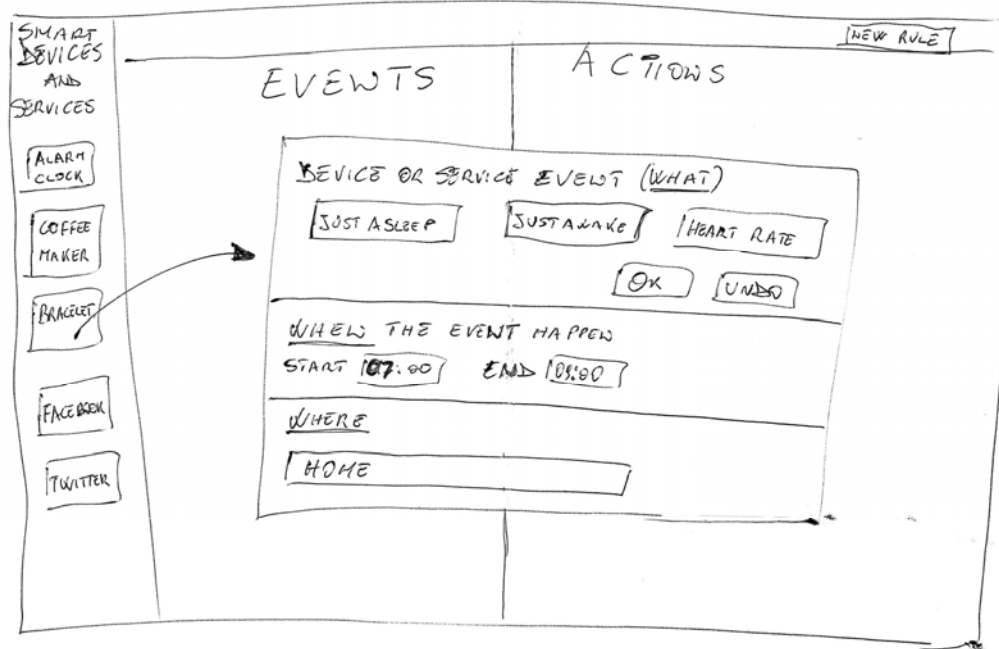 SMART
DEVICES
AND
SERVICES
NEW RULE
EVENTS
ACTIONS
ALARM
CLOCK
COFFEE
MAKER
BRACELET
FACEBOOK
TWITTER
DEVICE OR SERVICE EVENT (WHAT)
JUST ASLEEP JUST AWAKE HEART RATE
OK UNDO
WHEN THE EVENT HAPPEN
START 07:00 END 09:00
WHERE
HOME